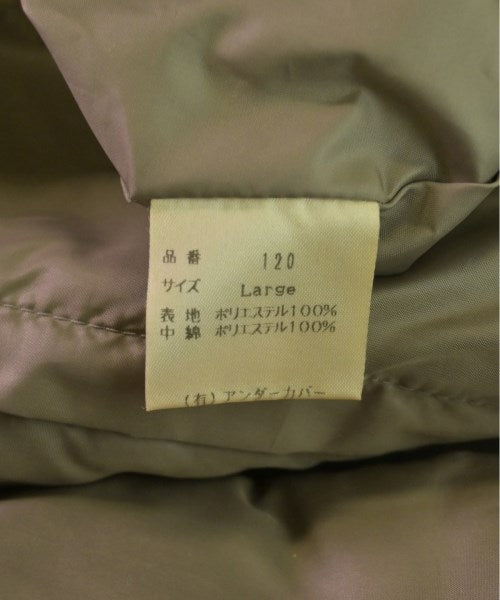 品番 120
サイズ Large
表地 ポリエステル100%
中綿 ポリエステル100%
(有)アンダーカバー